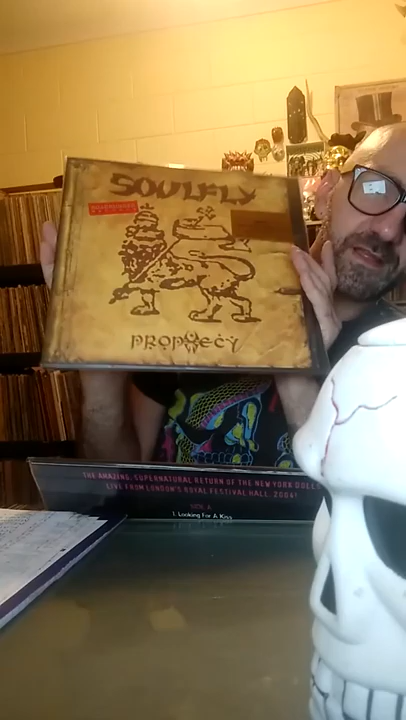 SOULFLY
PROPHECY
THE AMAZING, SUPERNATURAL RETURN OF THE NEW YORK DOLLS
LIVE FROM LONDON'S ROYAL FESTIVAL HALL, 2004!
SIDE A
1. Looking For A Kiss